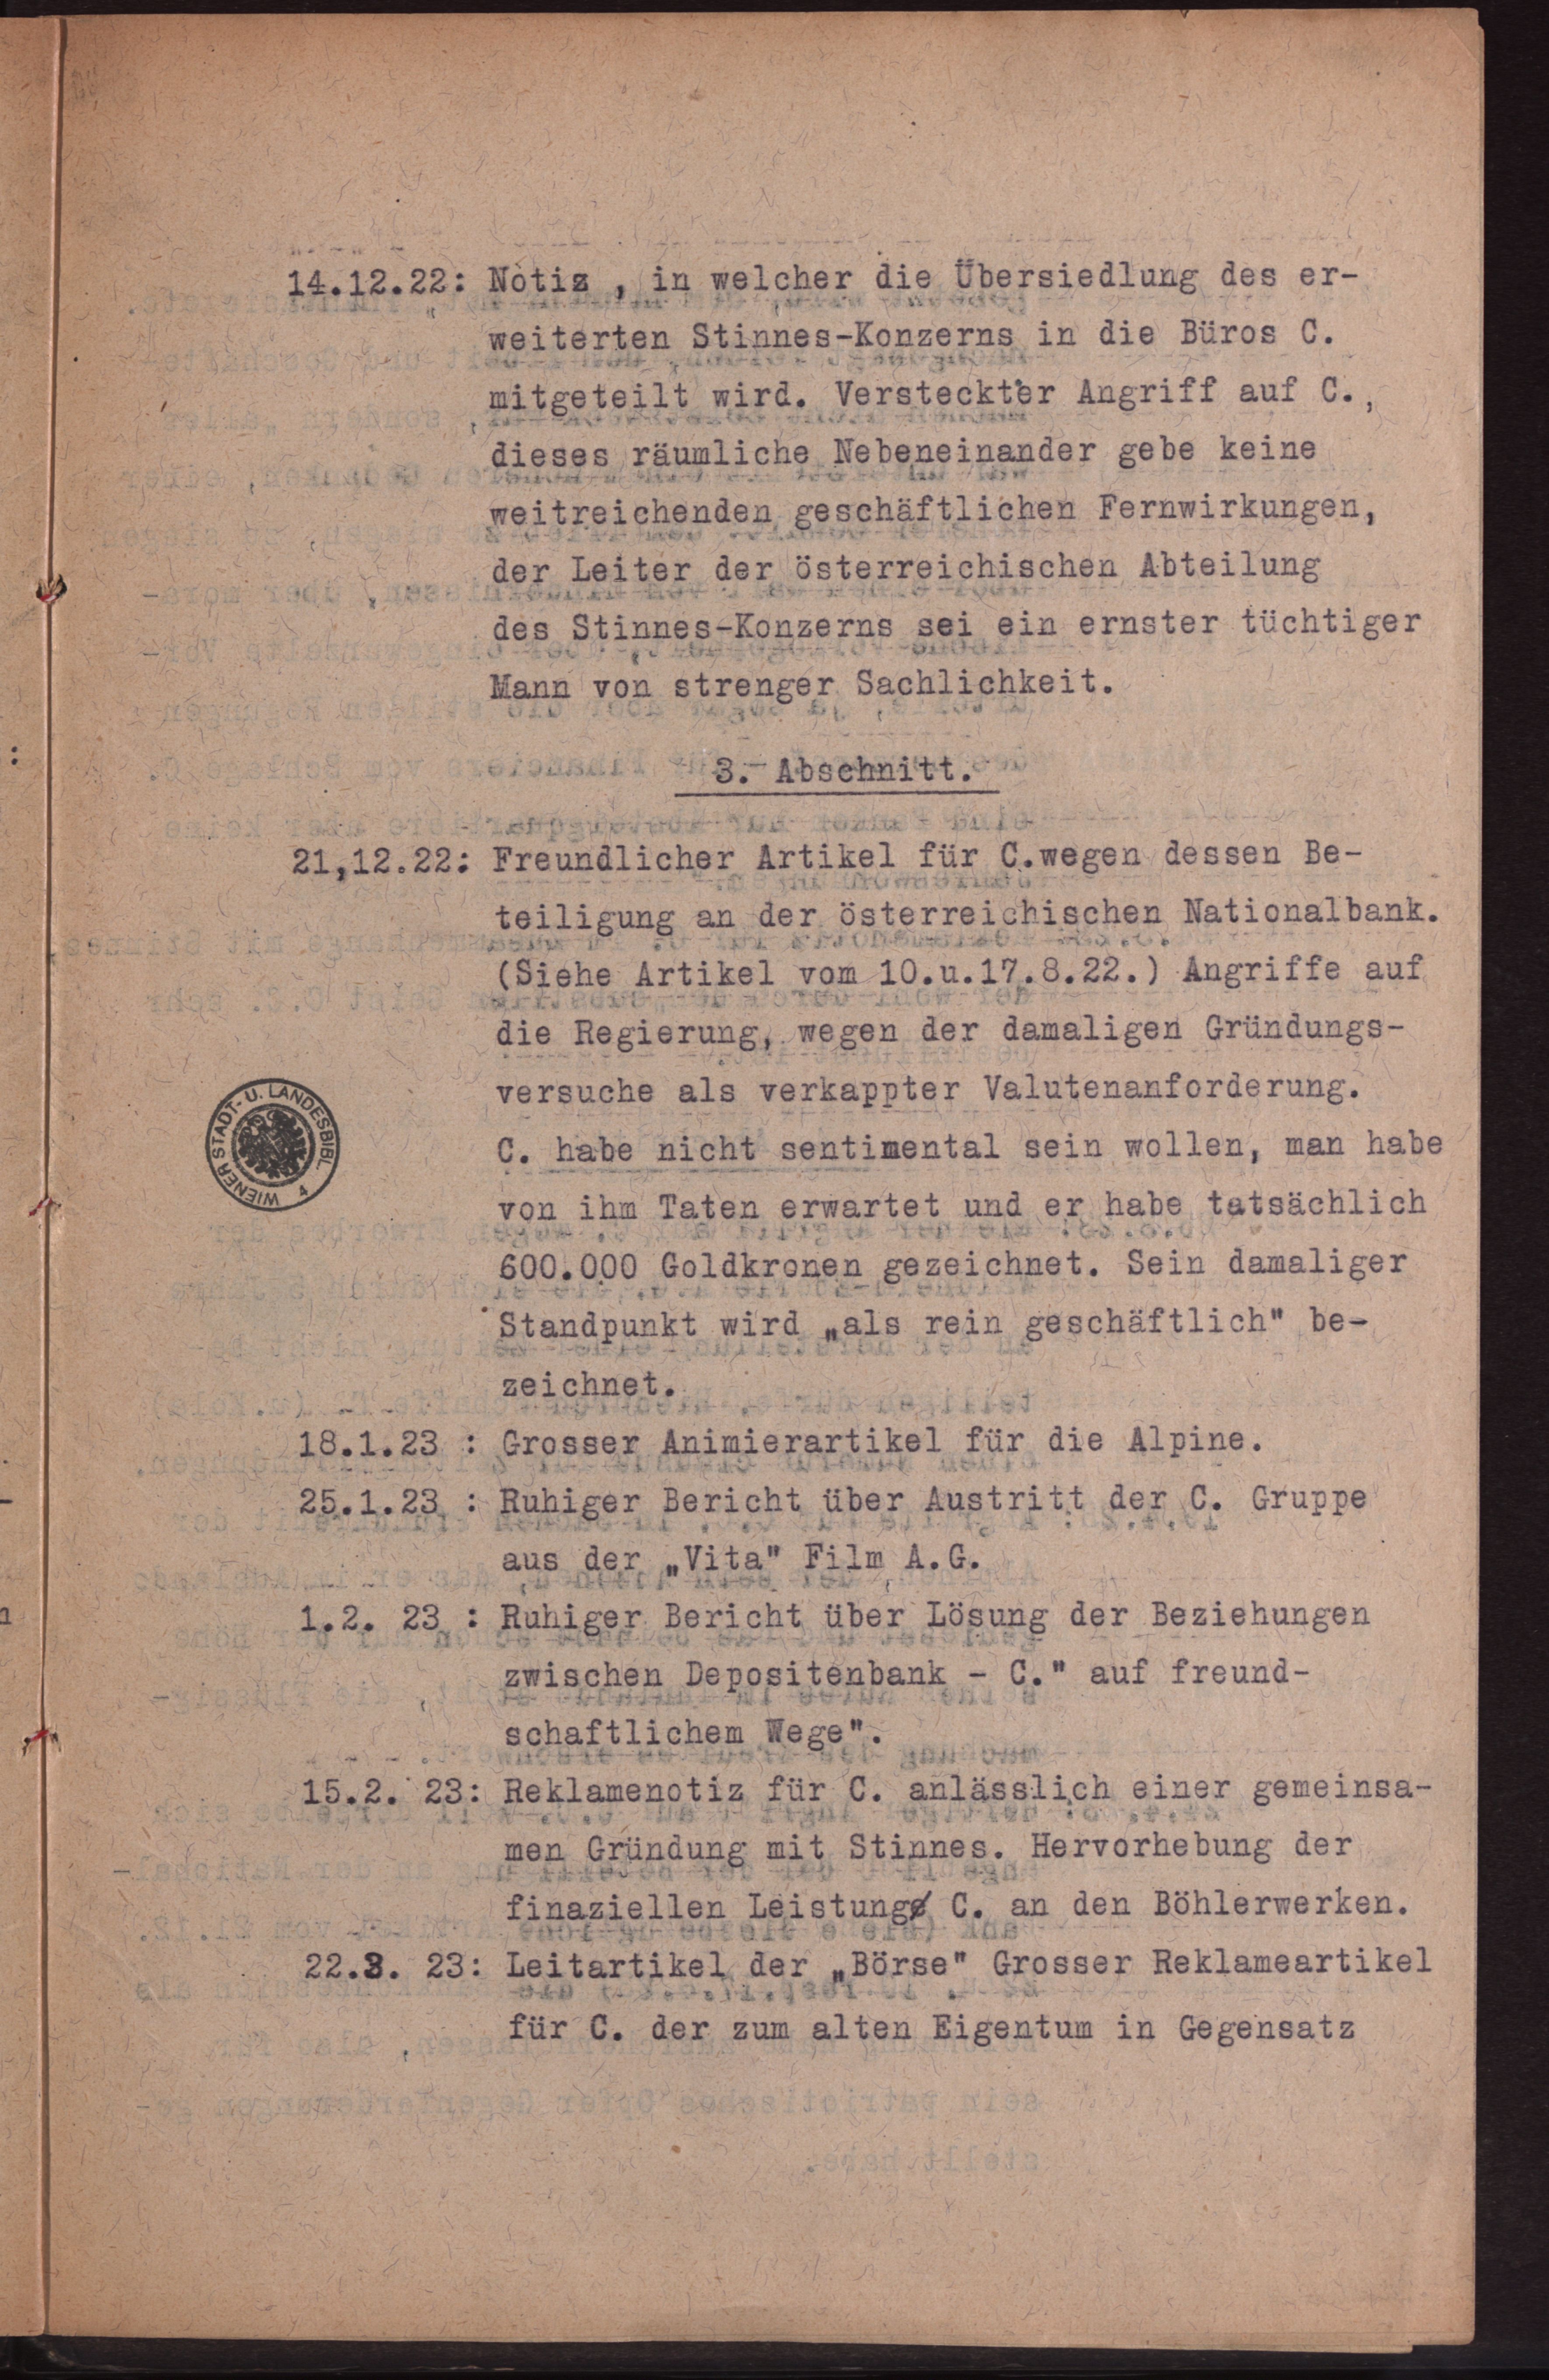 14.12.22: Notiz , in welcher die Übersiedlung des er-
weiterten Stinnes-Konzerns in die Büros C.
mitgeteilt wird. Versteckter Angriff auf C.,
dieses räumliche Nebeneinander gebe keine
weitreichenden geschäftlichen Fernwirkungen,
der Leiter der österreichischen Abteilung
des Stinnes-Konzerns sei ein ernster tüchtiger
Mann von strenger Sachlichkeit.
3. Abschnitt.
21,12.22: Freundlicher Artikel für C.wegen dessen Be-
teiligung an der österreichischen Nationalbank.
(Siehe Artikel vom 10.u.17.8.22.) Angriffe auf
die Regierung, wegen der damaligen Gründungs-
versuche als verkappter Valutenanforderung.
C. habe nicht sentimental sein wollen, man habe
von ihm Taten erwartet und er habe tatsächlich
600.000 Goldkronen gezeichnet. Sein damaliger
Standpunkt wird „als rein geschäftlich" be-
zeichnet.
18.1.23 : Grosser Animierartikel für die Alpine.
25.1.23 : Ruhiger Bericht über Austritt der C. Gruppe
aus der „Vita" Film A.G.
1.2. 23 : Ruhiger Bericht über Lösung der Beziehungen
zwischen Depositenbank - C." auf freund-
schaftlichem Wege".
15.2. 23: Reklamenotiz für C. anlässlich einer gemeinsa-
men Gründung mit Stinnes. Hervorhebung der
finaziellen Leistung C. an den Böhlerwerken.
22.3. 23: Leitartikel der „Börse" Grosser Reklameartikel
für C. der zum alten Eigentum in Gegensatz
WIENER STADT- U. LANDESBIBL. 4